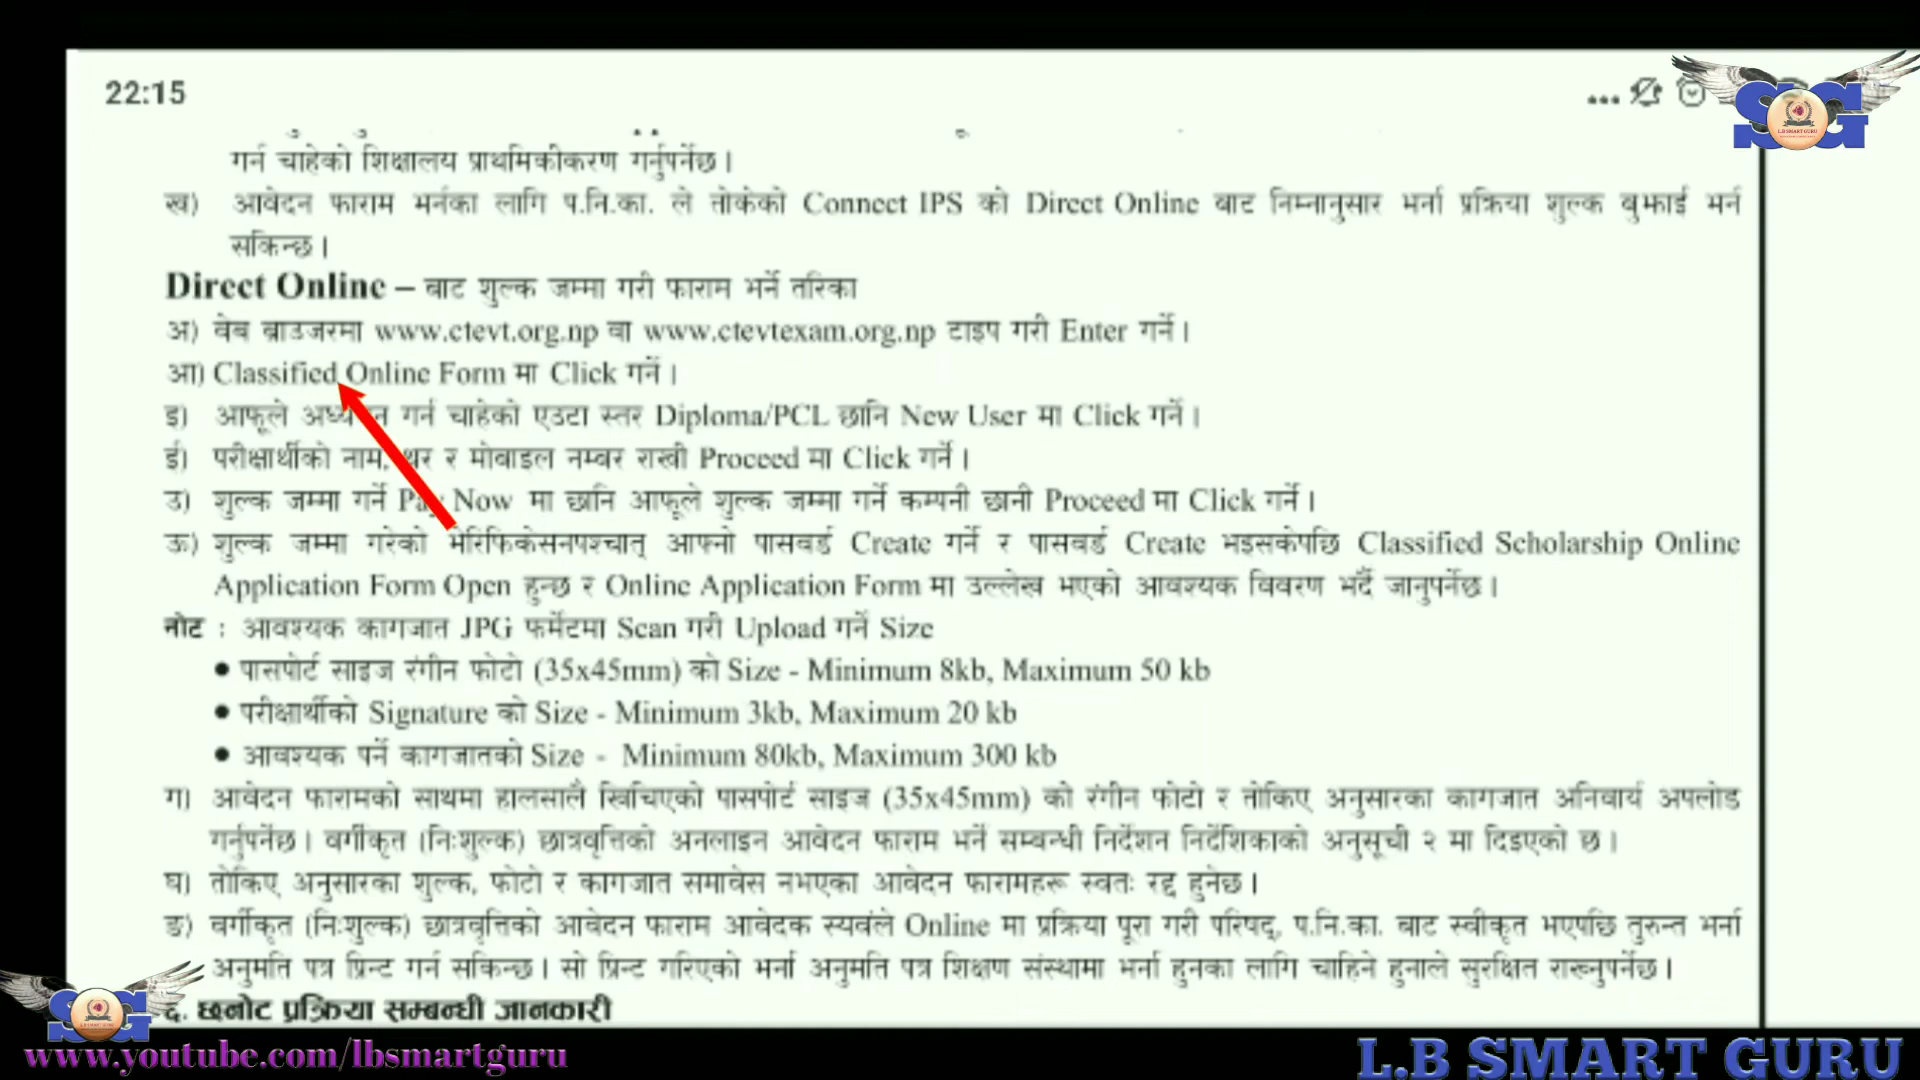 22:15
गर्न चाहेको शिक्षालय प्राथमिकीकरण गर्नुपर्नेछ।
ख) आवेदन फाराम भर्नका लागि प.नि.का. ले तोकेको Connect IPS को Direct Online बाट निम्नानुसार भर्ना प्रक्रिया शुल्क बुझाई भर्न
सकिन्छ।
Direct Online – बाट शुल्क जम्मा गरी फाराम भर्ने तरिका
अ) वेब ब्राउजरमा www.ctevt.org.np वा www.ctevtexam.org.np टाइप गरी Enter गर्ने।
आ) Classified Online Form मा Click गर्ने।
इ) आफूले गर्न चाहेको एउटा स्तर Diploma/PCL छानि New User मा Click गर्ने।
ई) परीक्षार्थीको नाम, थर र मोबाइल नम्बर राखी Proceed मा Click गर्ने।
उ) शुल्क जम्मा गर्ने Pay Now मा छानि आफूले शुल्क जम्मा गर्ने कम्पनी छानी Proceed मा Click गर्ने।
ऊ) शुल्क जम्मा गरेको भेरिफिकेसनपश्चात् आफ्नो पासवर्ड Create गर्ने र पासवर्ड Create भइसकेपछि Classified Scholarship Online
Application Form Open हुन्छ र Online Application Form मा उल्लेख भएको आवश्यक विवरण भर्दै जानुपर्नेछ।
नोट : आवश्यक कागजात JPG फर्मेटमा Scan गरी Upload गर्ने Size
● पासपोर्ट साइज रंगीन फोटो (35x45mm) को Size - Minimum 8kb, Maximum 50 kb
● परीक्षार्थीको Signature को Size - Minimum 3kb, Maximum 20 kb
● आवश्यक पर्ने कागजातको Size - Minimum 80kb, Maximum 300 kb
ग) आवेदन फारामको साथमा हालसालै खिचिएको पासपोर्ट साइज (35x45mm) को रंगीन फोटो र तोकिए अनुसारका कागजात अनिवार्य अपलोड
गर्नुपर्नेछ। वर्गीकृत (निःशुल्क) छात्रवृत्तिको अनलाइन आवेदन फाराम भर्ने सम्बन्धी निर्देशन निर्देशिकाको अनुसूची २ मा दिइएको छ।
घ) तोकिए अनुसारका शुल्क, फोटो र कागजात समावेस नभएका आवेदन फारामहरू स्वतः रद्द हुनेछ।
ङ) वर्गीकृत (निःशुल्क) छात्रवृत्तिको आवेदन फाराम आवेदक स्यवंले Online मा प्रक्रिया पूरा गरी परिषद्, प.नि.का. बाट स्वीकृत भएपछि तुरुन्त भर्ना
अनुमति पत्र प्रिन्ट गर्न सकिन्छ। सो प्रिन्ट गरिएको भर्ना अनुमति पत्र शिक्षण संस्थामा भर्ना हुनका लागि चाहिने हुनाले सुरक्षित राख्नुपर्नेछ।
६. छनोट प्रक्रिया सम्बन्धी जानकारी
SG
L.B SMART GURU
SG
www.youtube.com/lbsmartguru
L.B SMART GURU